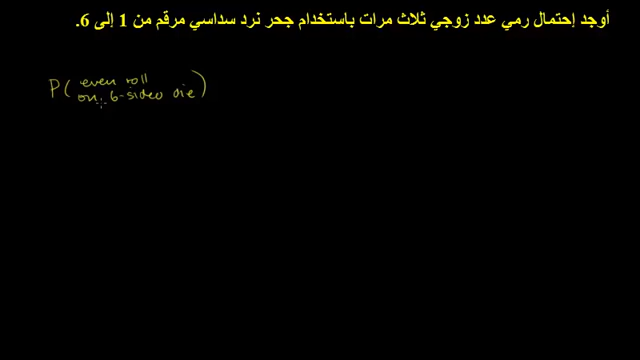 أوجد إحتمال رمي عدد زوجي ثلاث مرات باستخدام جحر نرد سداسي مرقم من 1 إلى 6.
P( even roll
on 6-sided die )